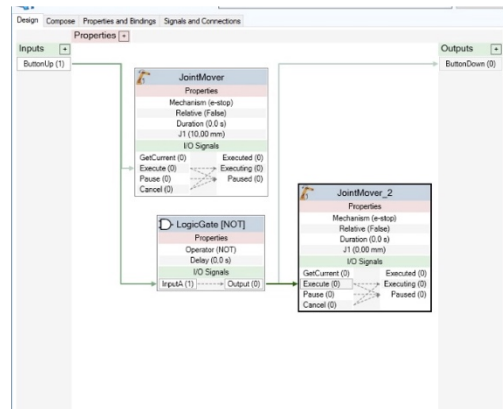 Design Compose Properties and Bindings Signals and Connections
Properties +
Inputs +
Outputs +
ButtonUp (1)
ButtonDown (0)
JointMover
Properties
Mechanism (e-stop)
Relative (False)
Duration (0.0 s)
J1 (10.00 mm)
I/O Signals
GetCurrent (0) Executed (0)
Execute (0) Executing (0)
Pause (0) Paused (0)
Cancel (0)
LogicGate [NOT]
Properties
Operator (NOT)
Delay (0.0 s)
I/O Signals
InputA (1) Output (0)
JointMover_2
Properties
Mechanism (e-stop)
Relative (False)
Duration (0.0 s)
J1 (0.00 mm)
I/O Signals
GetCurrent (0) Executed (0)
Execute (0) Executing (0)
Pause (0) Paused (0)
Cancel (0)